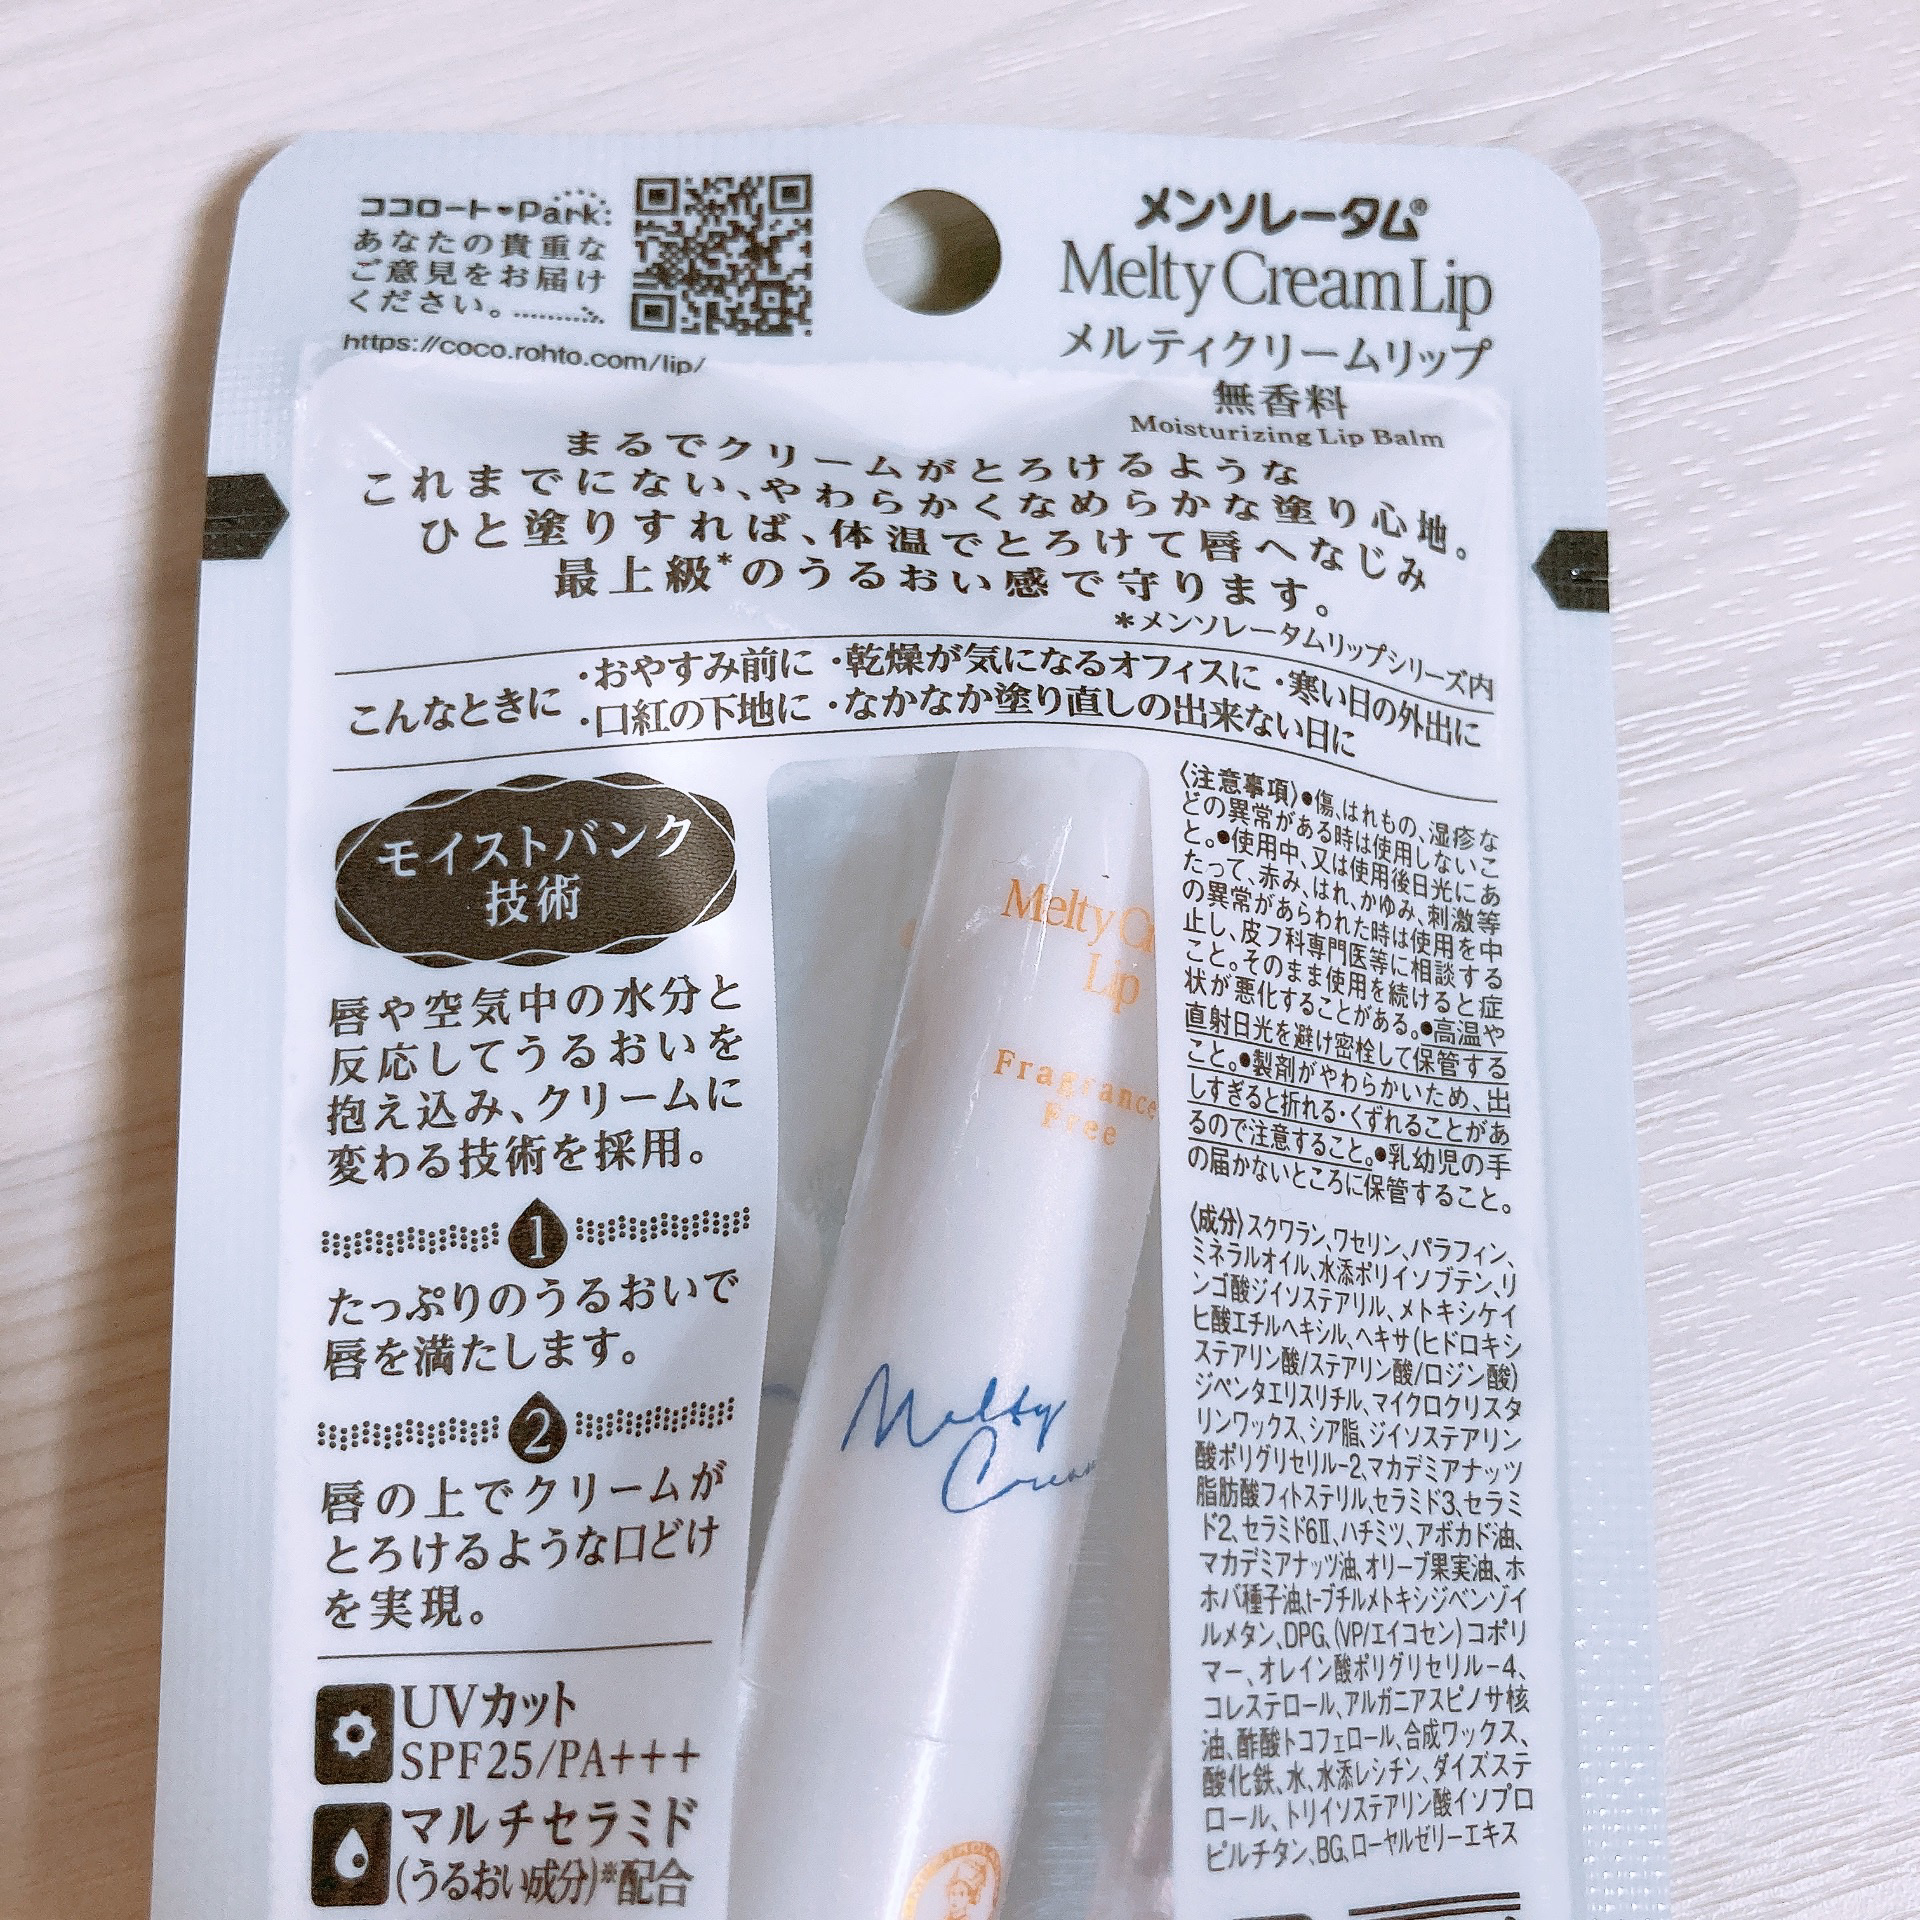 ココロート♥Park:
あなたの貴重な
ご意見をお届け
ください。
https://coco.rohto.com/lip/
メンソレータム®
Melty Cream Lip
メルティクリームリップ
無香料
Moisturizing Lip Balm
まるでクリームがとろけるような
これまでにない、やわらかくなめらかな塗り心地。
ひと塗りすれば、体温でとろけて唇へなじみ
最上級*のうるおい感で守ります。
*メンソレータムリップシリーズ内
こんなときに
・おやすみ前に ・乾燥が気になるオフィスに ・寒い日の外出に
・口紅の下地に ・なかなか塗り直しの出来ない日に
モイストバンク
技術
唇や空気中の水分と
反応してうるおいを
抱え込み、クリームに
変わる技術を採用。
1
たっぷりのうるおいで
唇を満たします。
2
唇の上でクリームが
とろけるような口どけ
を実現。
UVカット
SPF25/PA+++
マルチセラミド
(うるおい成分)※配合
Melty Cr
Lip
Fragrance
Free
Melty
Cream
〈注意事項〉●傷、はれもの、湿疹な
どの異常がある時は使用しないこ
と。●使用中、又は使用後日光にあ
たって、赤み、はれ、かゆみ、刺激等
の異常があらわれた時は使用を中
止し、皮フ科専門医等に相談する
こと。そのまま使用を続けると症
状が悪化することがある。●高温や
直射日光を避け密栓して保管する
こと。●製剤がやわらかいため、出
しすぎると折れる・くずれることがあ
るので注意すること。●乳幼児の手
の届かないところに保管すること。
〈成分〉スクワラン、ワセリン、パラフィン、
ミネラルオイル、水添ポリイソブテン、リ
ンゴ酸ジイソステアリル、メトキシケイ
ヒ酸エチルヘキシル、ヘキサ(ヒドロキシ
ステアリン酸/ステアリン酸/ロジン酸)
ジペンタエリスリチル、マイクロクリスタ
リンワックス、シア脂、ジイソステアリン
酸ポリグリセリル-2、マカデミアナッツ
脂肪酸フィトステリル、セラミド3、セラミ
ド2、セラミド6Ⅱ、ハチミツ、アボカド油、
マカデミアナッツ油、オリーブ果実油、ホ
ホバ種子油、t-ブチルメトキシジベンゾイ
ルメタン、DPG、(VP/エイコセン)コポリ
マー、オレイン酸ポリグリセリル-4、
コレステロール、アルガニアスピノサ核
油、酢酸トコフェロール、合成ワックス、
酸化鉄、水、水添レシチン、ダイズステ
ロール、トリイソステアリン酸イソプロ
ピルチタン、BG、ローヤルゼリーエキス